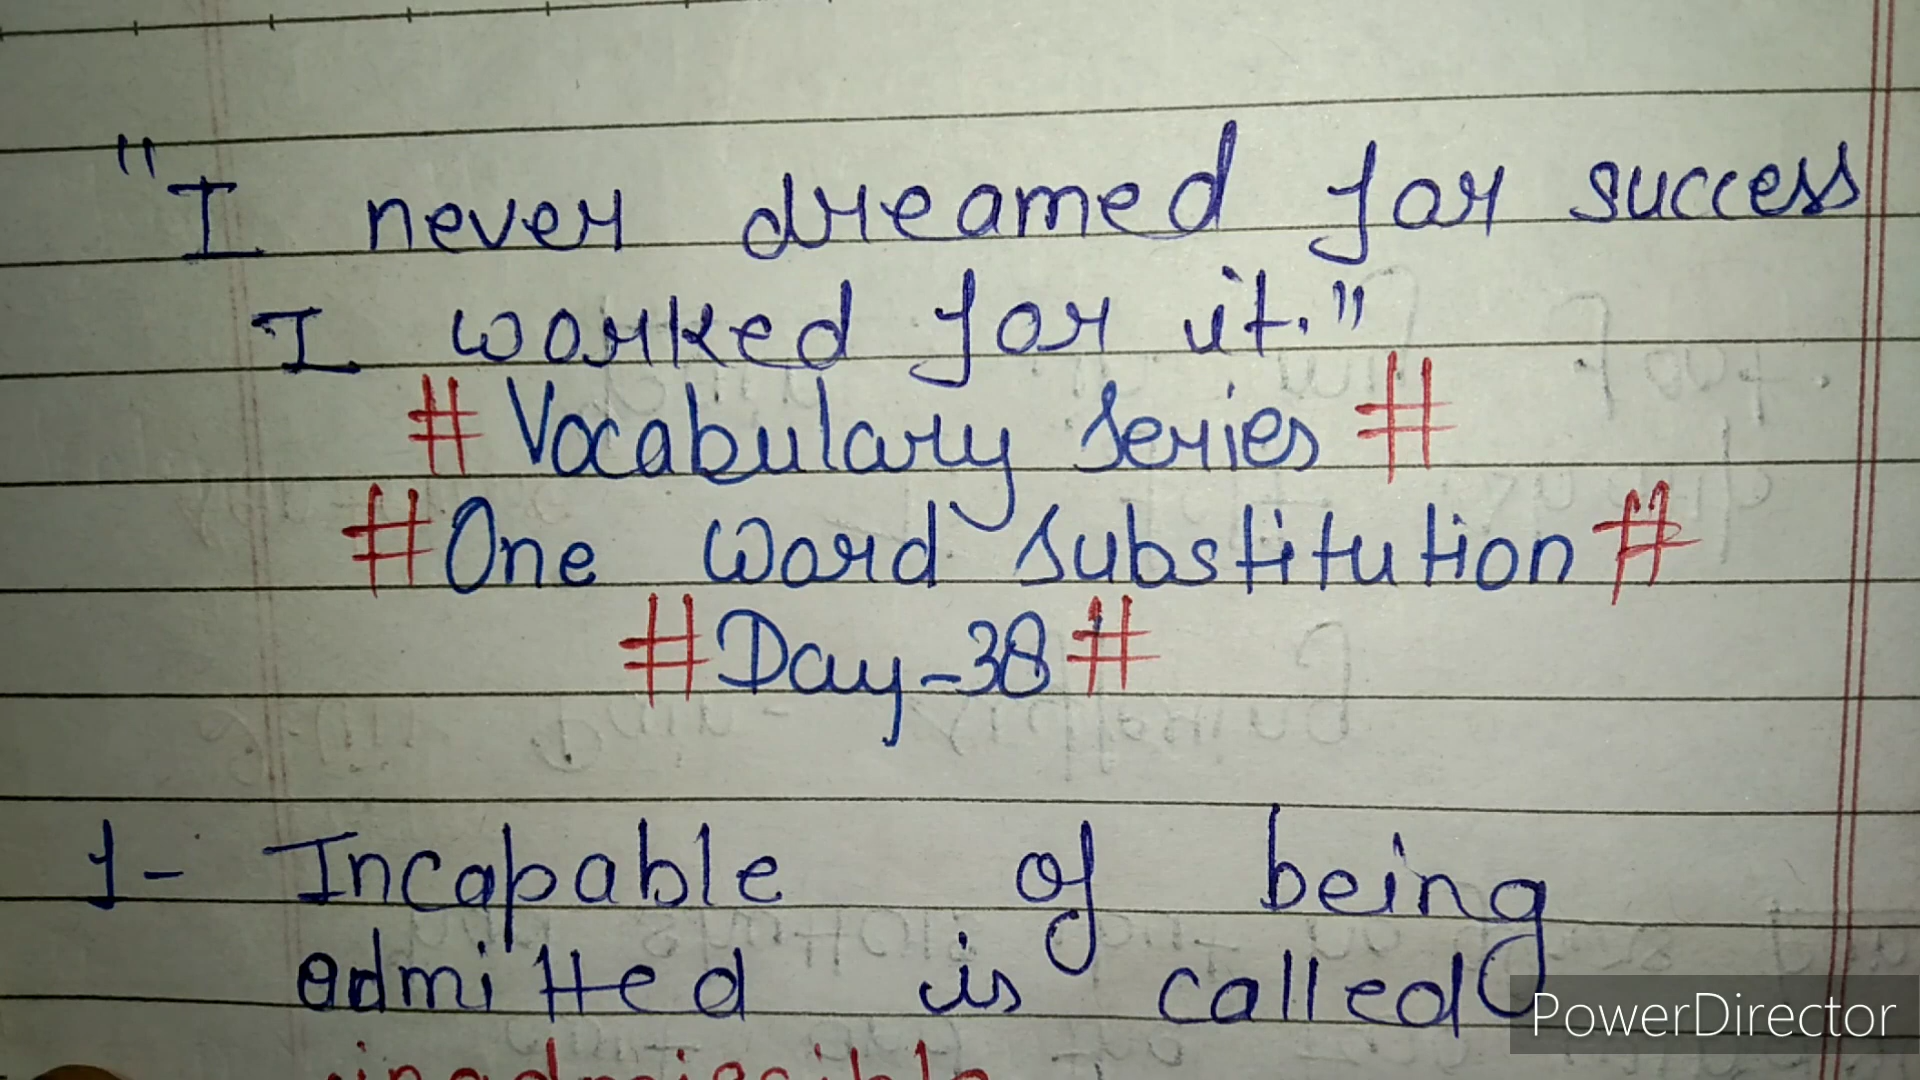 "I never dreamed for success
I worked for it."
# Vocabulary Series #
# One Word Substitution #
# Day-38 #
1- Incapable of being
admitted is called
inadmissible
PowerDirector